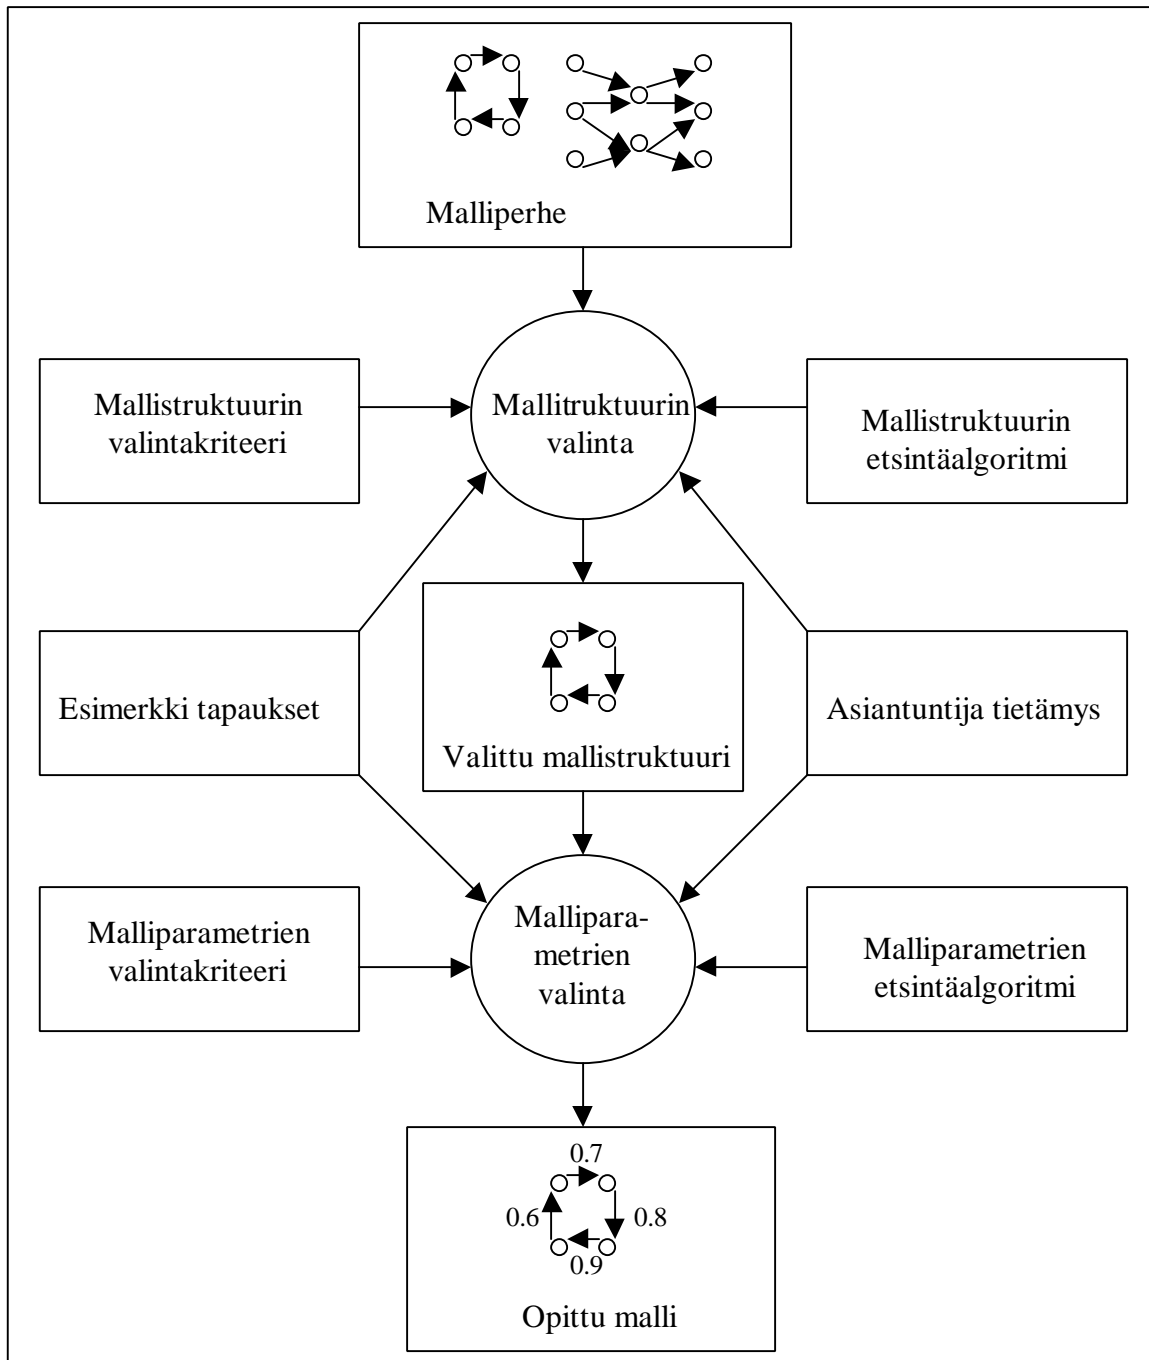 Malliperhe
Mallistruktuurin
valintakriteeri
Mallitruktuurin
valinta
Mallistruktuurin
etsintäalgoritmi
Esimerkki tapaukset
Valittu mallistruktuuri
Asiantuntija tietämys
Malliparametrien
valintakriteeri
Mallipara-
metrien
valinta
Malliparametrien
etsintäalgoritmi
0.7
0.6
0.8
0.9
Opittu malli